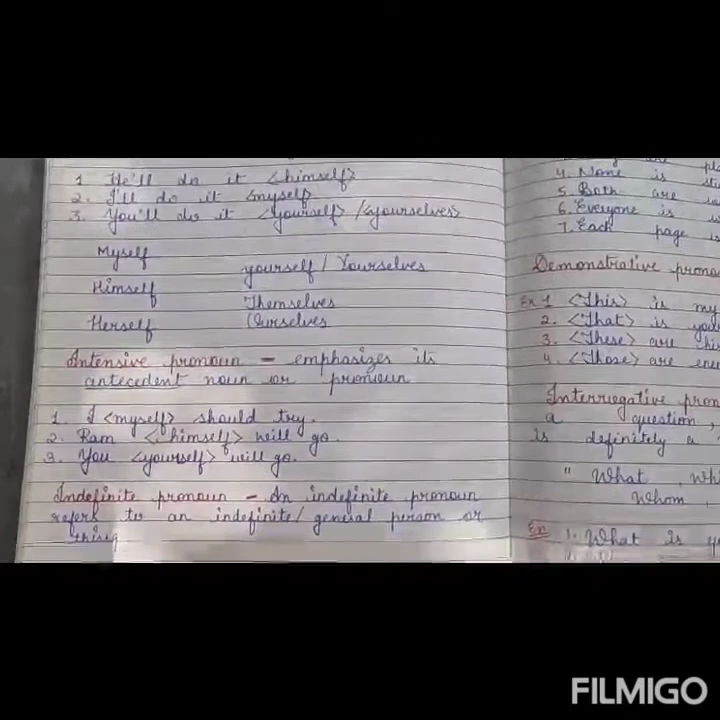 1 He'll do it <himself>
2. I'll do it <myself>
3. You'll do it <yourself> / <yourselves>
Myself
yourself / Yourselves
Himself
Themselves
Herself
Ourselves
Intensive pronoun - emphasizes its
antecedent noun or pronoun
1. I <myself> should try.
2. Ram <himself> will go.
3. You <yourself> will go.
Indefinite pronoun - An indefinite pronoun
refers to an indefinite / general person or
thing
4. None is
5. Both are
6. Everyone is
7. Each page is
Demonstrative
Ex 1 <This> is my
2. <That> is
3. <These> are
4. <Those> are
Interrogative
a question,
is definitely a
" What
Whom,
Ex 1. What is
FILMIGO